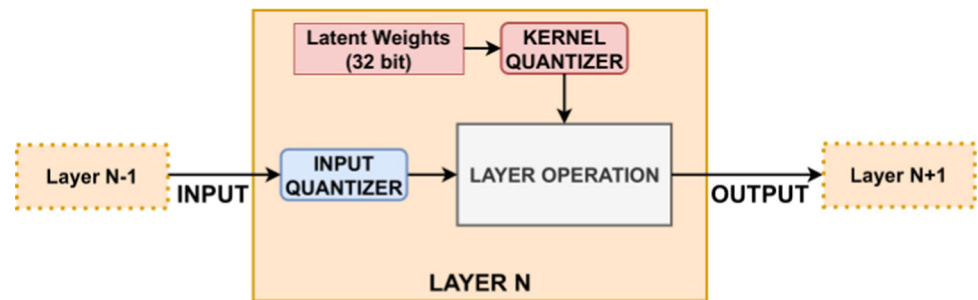 Latent Weights
(32 bit)
KERNEL
QUANTIZER
Layer N-1
INPUT
INPUT
QUANTIZER
LAYER OPERATION
OUTPUT
Layer N+1
LAYER N